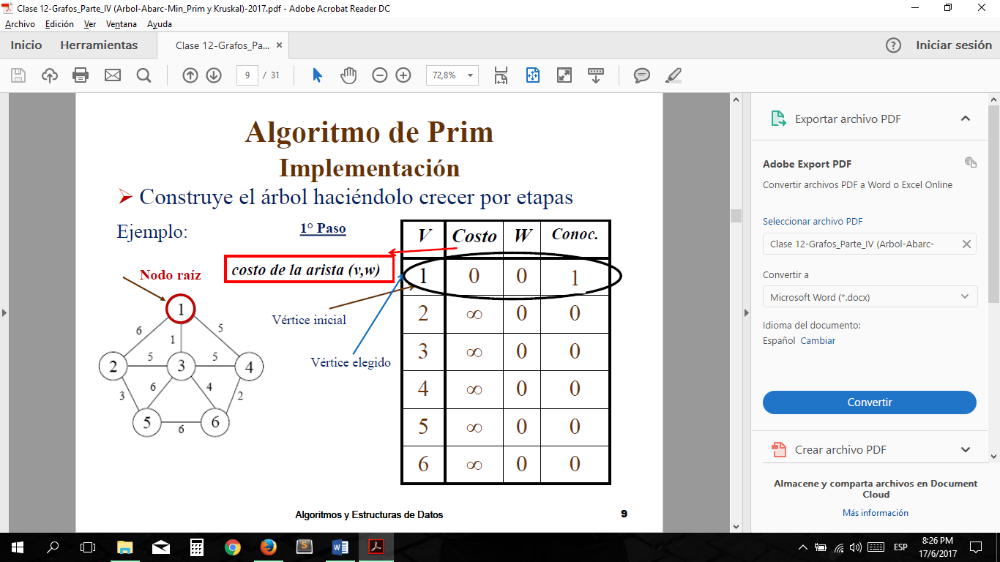 Clase 12-Grafos_Parte_IV (Arbol-Abarc-Min_Prim y Kruskal)-2017.pdf - Adobe Acrobat Reader DC
Archivo Edición Ver Ventana Ayuda
Inicio Herramientas Clase 12-Grafos_Pa... Iniciar sesión
9 / 31 72,8%
Algoritmo de Prim
Implementación
Construye el árbol haciéndolo crecer por etapas
Ejemplo:
1° Paso
costo de la arista (v,w)
Nodo raíz
Vértice inicial
Vértice elegido
1
6 1 5
2 5 3 5 4
3 6 4 2
5 6 6
V Costo W Conoc.
1 0 0 1
2 ∞ 0 0
3 ∞ 0 0
4 ∞ 0 0
5 ∞ 0 0
6 ∞ 0 0
Algoritmos y Estructuras de Datos 9
Exportar archivo PDF
Adobe Export PDF
Convertir archivos PDF a Word o Excel Online
Seleccionar archivo PDF
Clase 12-Grafos_Parte_IV (Arbol-Abarc-
Convertir a
Microsoft Word (*.docx)
Idioma del documento:
Español Cambiar
Convertir
Crear archivo PDF
Almacene y comparta archivos en Document
Cloud
Más información
ESP
8:26 PM
17/6/2017